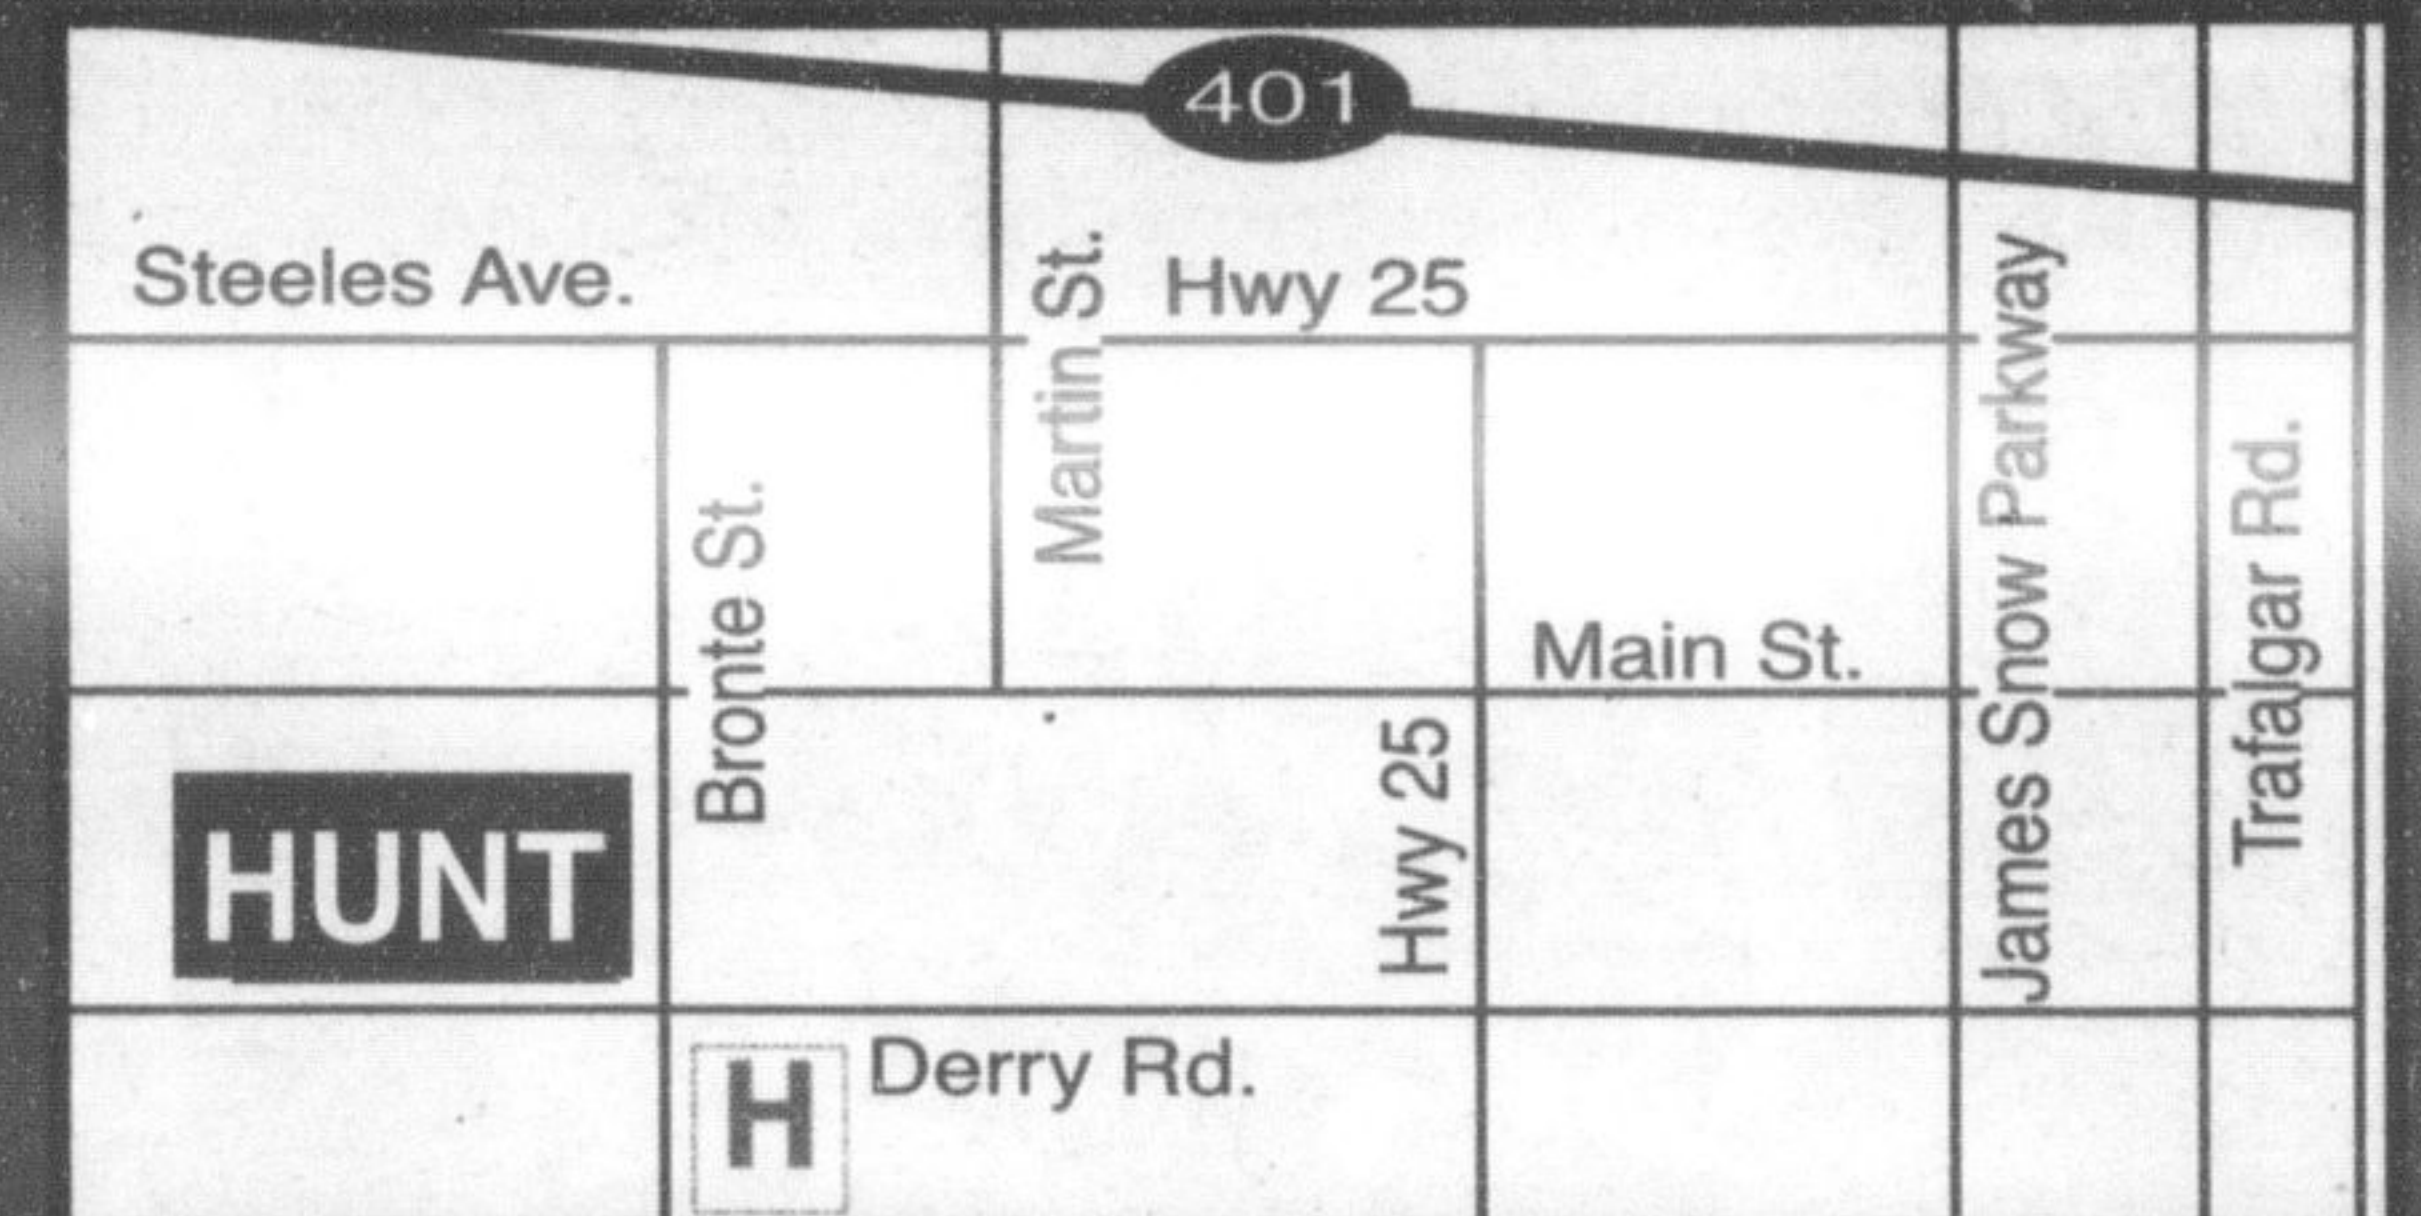 401
Steeles Ave.
Martin St.
Hwy 25
James Snow Parkway
Bronte St.
Trafalgar Rd.
Main St.
Hwy 25
HUNT
H
Derry Rd.